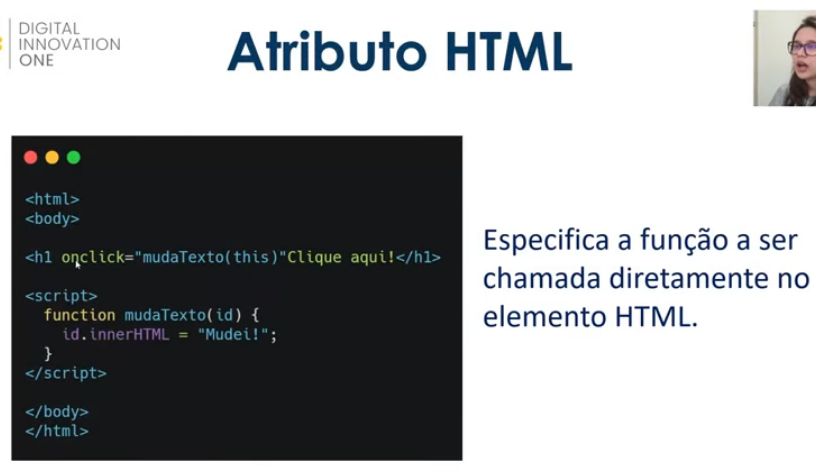 DIGITAL
INNOVATION
ONE
Atributo HTML
<html>
<body>
<h1 onclick="mudaTexto(this)"Clique aqui!</h1>
<script>
function mudaTexto(id) {
id.innerHTML = "Mudei!";
}
</script>
</body>
</html>
Especifica a função a ser
chamada diretamente no
elemento HTML.